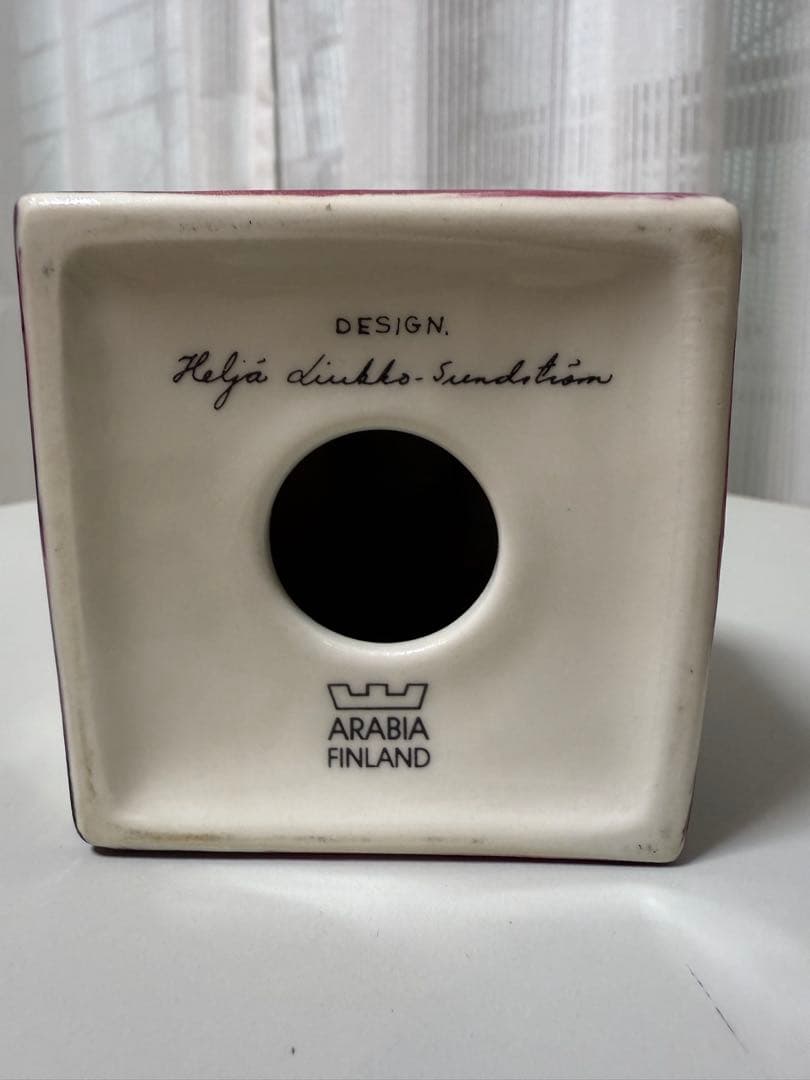 DESIGN.
Heljä Liukko-Sundström
ARABIA
FINLAND